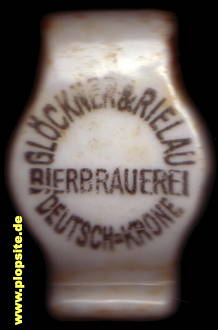 GLÖCKNER & RIELAU
BIERBRAUEREI
DEUTSCH=KRONE
www.plopsite.de